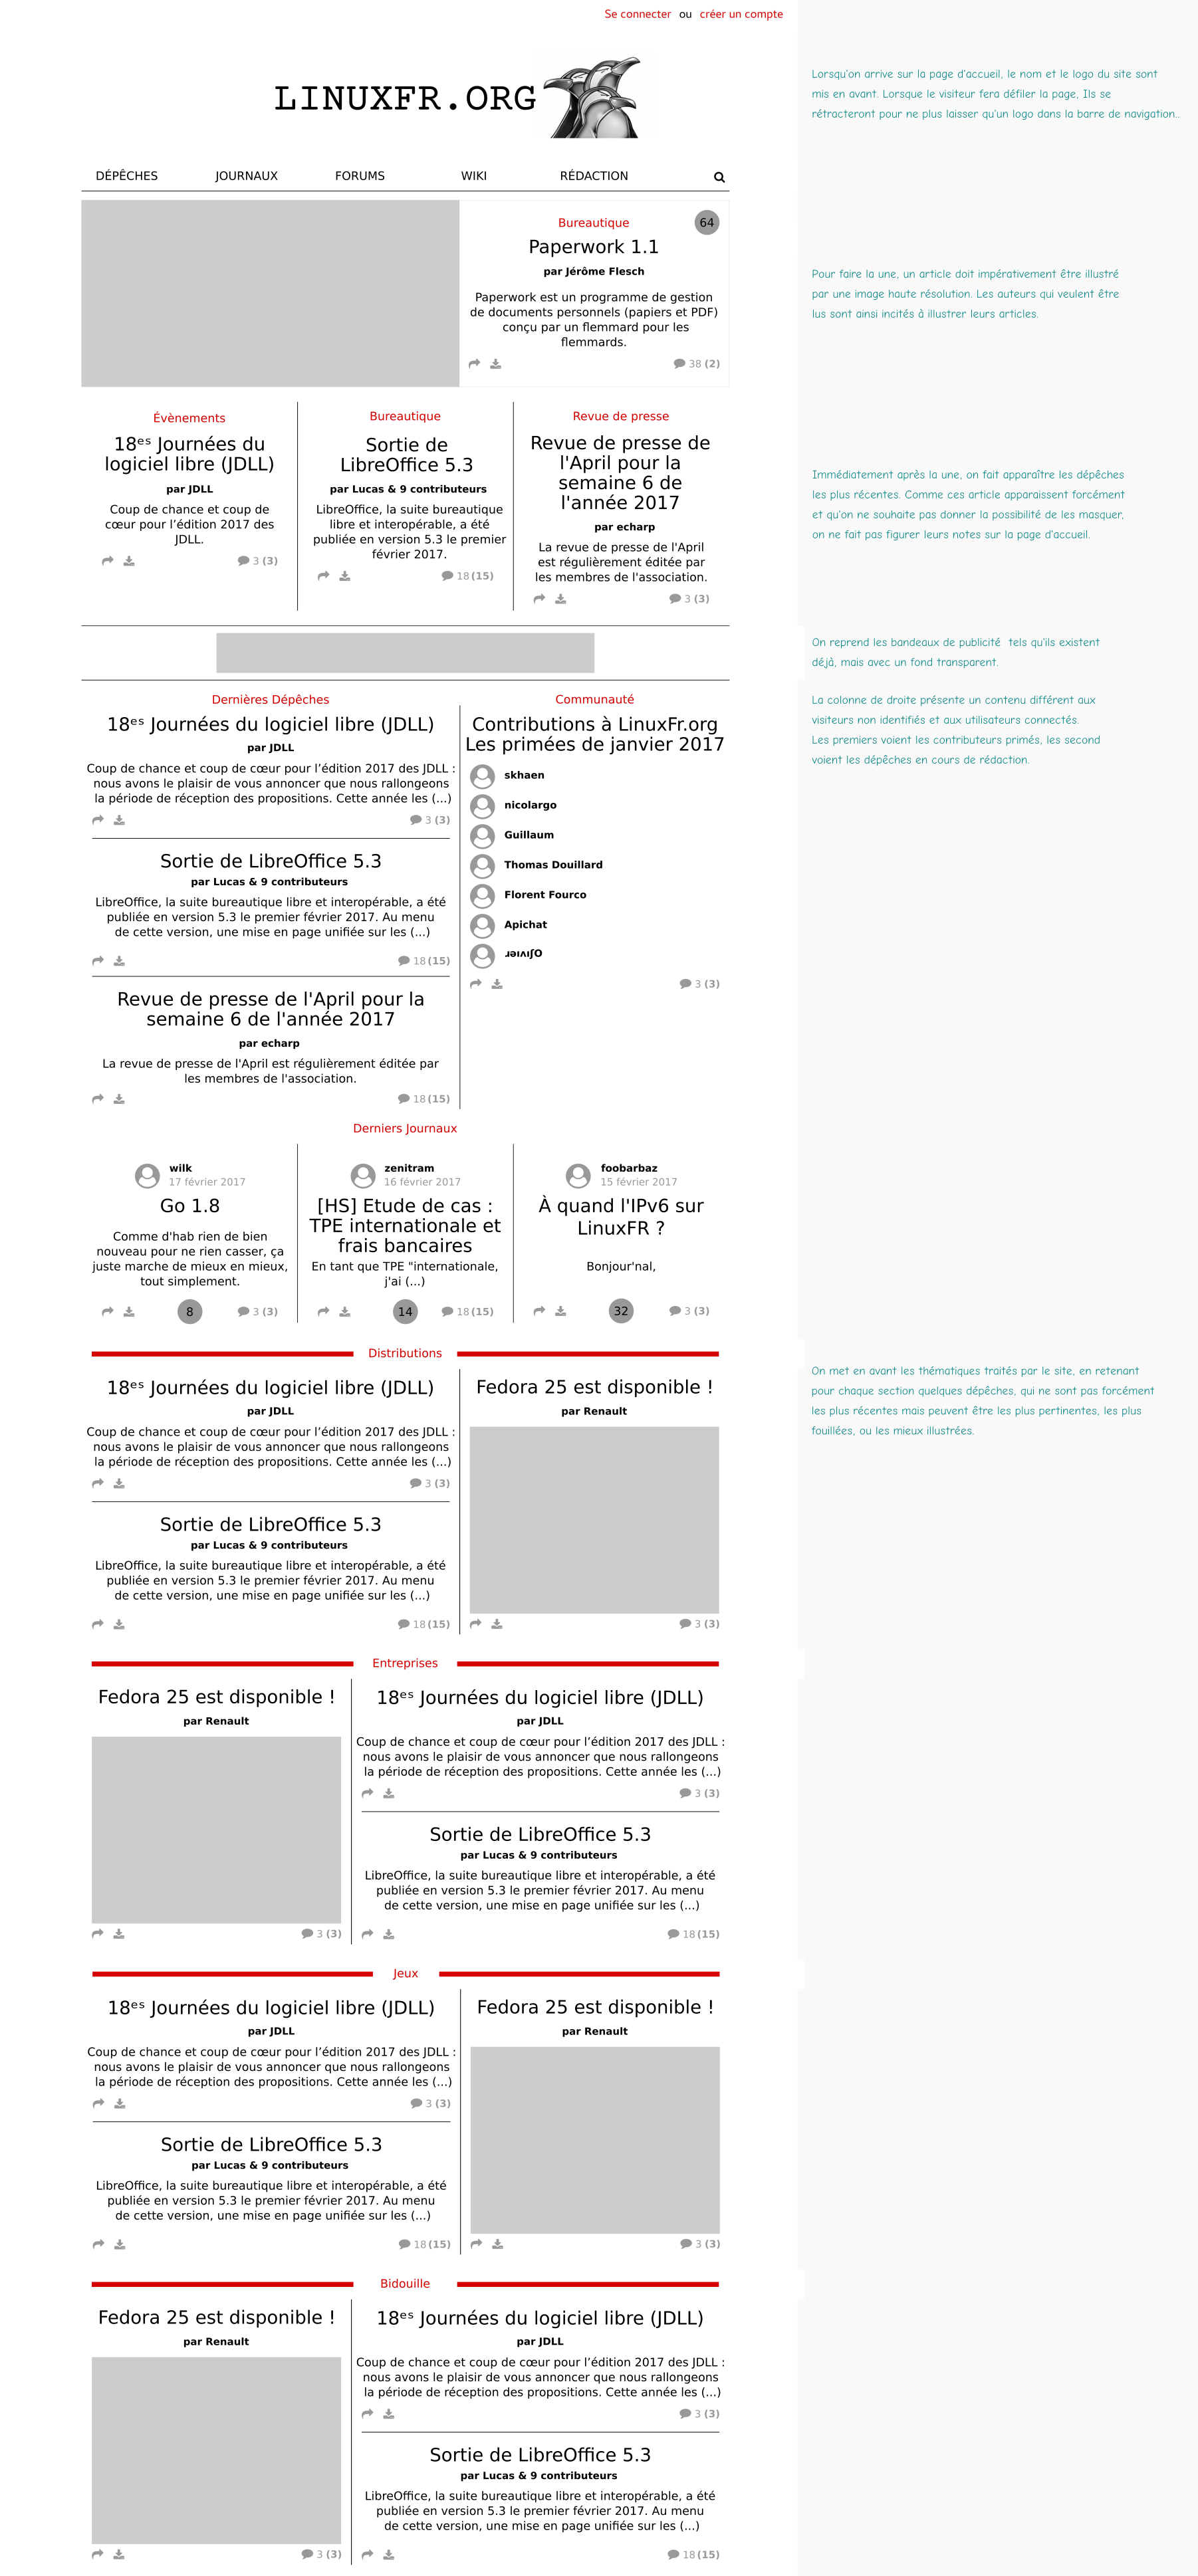 Se connecter ou créer un compte
LINUXFR.ORG
Lorsqu'on arrive sur la page d'accueil, le nom et le logo du site sont
mis en avant. Lorsque le visiteur fera défiler la page, Ils se
rétracteront pour ne plus laisser qu'un logo dans la barre de navigation..
DÉPÊCHES JOURNAUX FORUMS WIKI RÉDACTION
Bureautique 64
Paperwork 1.1
par Jérôme Flesch
Paperwork est un programme de gestion
de documents personnels (papiers et PDF)
conçu par un flemmard pour les
flemmards.
38 (2)
Pour faire la une, un article doit impérativement être illustré
par une image haute résolution. Les auteurs qui veulent être
lus sont ainsi incités à illustrer leurs articles.
Évènements
18es Journées du
logiciel libre (JDLL)
par JDLL
Coup de chance et coup de
cœur pour l’édition 2017 des
JDLL.
3 (3)
Bureautique
Sortie de
LibreOffice 5.3
par Lucas & 9 contributeurs
LibreOffice, la suite bureautique
libre et interopérable, a été
publiée en version 5.3 le premier
février 2017.
18 (15)
Revue de presse
Revue de presse de
l'April pour la
semaine 6 de
l'année 2017
par echarp
La revue de presse de l'April
est régulièrement éditée par
les membres de l'association.
3 (3)
Immédiatement après la une, on fait apparaître les dépêches
les plus récentes. Comme ces article apparaissent forcément
et qu'on ne souhaite pas donner la possibilité de les masquer,
on ne fait pas figurer leurs notes sur la page d'accueil.
On reprend les bandeaux de publicité  tels qu'ils existent
déjà, mais avec un fond transparent.
Dernières Dépêches
18es Journées du logiciel libre (JDLL)
par JDLL
Coup de chance et coup de cœur pour l’édition 2017 des JDLL :
nous avons le plaisir de vous annoncer que nous rallongeons
la période de réception des propositions. Cette année les (...)
3 (3)
Sortie de LibreOffice 5.3
par Lucas & 9 contributeurs
LibreOffice, la suite bureautique libre et interopérable, a été
publiée en version 5.3 le premier février 2017. Au menu
de cette version, une mise en page unifiée sur les (...)
18 (15)
Revue de presse de l'April pour la
semaine 6 de l'année 2017
par echarp
La revue de presse de l'April est régulièrement éditée par
les membres de l'association.
18 (15)
Communauté
Contributions à LinuxFr.org
Les primées de janvier 2017
skhaen
nicolargo
Guillaum
Thomas Douillard
Florent Fourco
Apichat
ɹǝıʌıʃO
3 (3)
La colonne de droite présente un contenu différent aux
visiteurs non identifiés et aux utilisateurs connectés.
Les premiers voient les contributeurs primés, les second
voient les dépêches en cours de rédaction.
Derniers Journaux
wilk
17 février 2017
Go 1.8
Comme d'hab rien de bien
nouveau pour ne rien casser, ça
juste marche de mieux en mieux,
tout simplement.
8 3 (3)
zenitram
16 février 2017
[HS] Etude de cas :
TPE internationale et
frais bancaires
En tant que TPE "internationale,
j'ai (...)
14 18 (15)
foobarbaz
15 février 2017
À quand l'IPv6 sur
LinuxFR ?
Bonjour'nal,
32 3 (3)
Distributions
18es Journées du logiciel libre (JDLL)
par JDLL
Coup de chance et coup de cœur pour l’édition 2017 des JDLL :
nous avons le plaisir de vous annoncer que nous rallongeons
la période de réception des propositions. Cette année les (...)
3 (3)
Sortie de LibreOffice 5.3
par Lucas & 9 contributeurs
LibreOffice, la suite bureautique libre et interopérable, a été
publiée en version 5.3 le premier février 2017. Au menu
de cette version, une mise en page unifiée sur les (...)
18 (15)
Fedora 25 est disponible !
par Renault
3 (3)
On met en avant les thématiques traités par le site, en retenant
pour chaque section quelques dépêches, qui ne sont pas forcément
les plus récentes mais peuvent être les plus pertinentes, les plus
fouillées, ou les mieux illustrées.
Entreprises
Fedora 25 est disponible !
par Renault
3 (3)
18es Journées du logiciel libre (JDLL)
par JDLL
Coup de chance et coup de cœur pour l’édition 2017 des JDLL :
nous avons le plaisir de vous annoncer que nous rallongeons
la période de réception des propositions. Cette année les (...)
3 (3)
Sortie de LibreOffice 5.3
par Lucas & 9 contributeurs
LibreOffice, la suite bureautique libre et interopérable, a été
publiée en version 5.3 le premier février 2017. Au menu
de cette version, une mise en page unifiée sur les (...)
18 (15)
Jeux
18es Journées du logiciel libre (JDLL)
par JDLL
Coup de chance et coup de cœur pour l’édition 2017 des JDLL :
nous avons le plaisir de vous annoncer que nous rallongeons
la période de réception des propositions. Cette année les (...)
3 (3)
Sortie de LibreOffice 5.3
par Lucas & 9 contributeurs
LibreOffice, la suite bureautique libre et interopérable, a été
publiée en version 5.3 le premier février 2017. Au menu
de cette version, une mise en page unifiée sur les (...)
18 (15)
Fedora 25 est disponible !
par Renault
3 (3)
Bidouille
Fedora 25 est disponible !
par Renault
3 (3)
18es Journées du logiciel libre (JDLL)
par JDLL
Coup de chance et coup de cœur pour l’édition 2017 des JDLL :
nous avons le plaisir de vous annoncer que nous rallongeons
la période de réception des propositions. Cette année les (...)
3 (3)
Sortie de LibreOffice 5.3
par Lucas & 9 contributeurs
LibreOffice, la suite bureautique libre et interopérable, a été
publiée en version 5.3 le premier février 2017. Au menu
de cette version, une mise en page unifiée sur les (...)
18 (15)